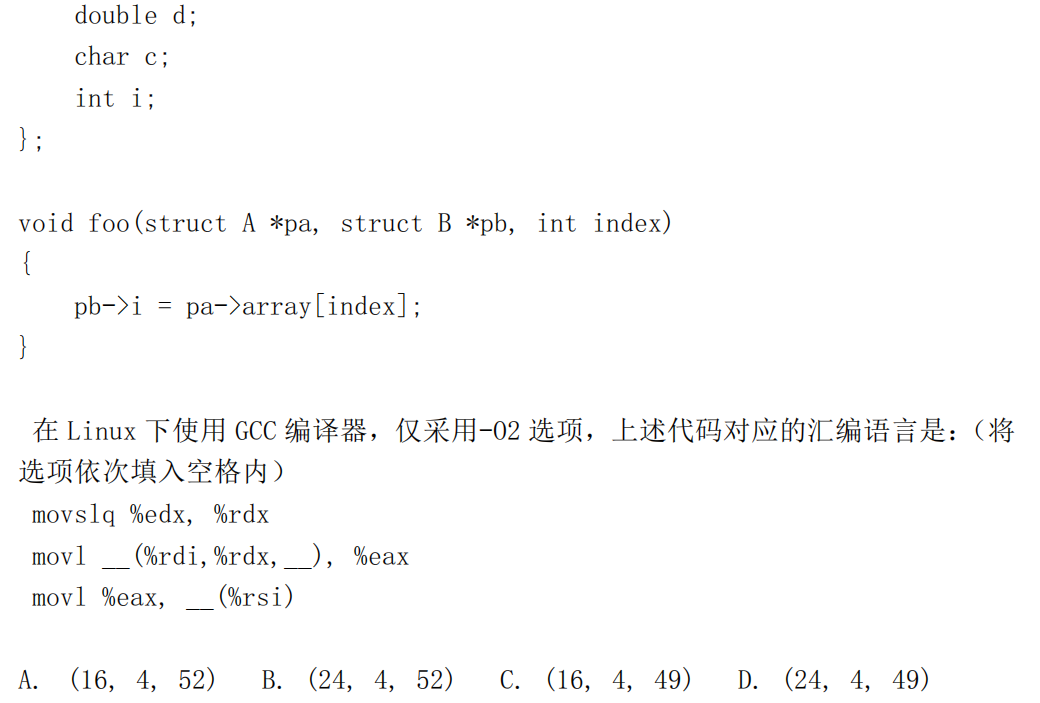 double d;
char c;
int i;
};
void foo(struct A *pa, struct B *pb, int index)
{
pb->i = pa->array[index];
}
在 Linux 下使用 GCC 编译器，仅采用-O2 选项，上述代码对应的汇编语言是：（将
选项依次填入空格内）
movslq %edx, %rdx
movl __(%rdi,%rdx,__), %eax
movl %eax, __(%rsi)
A. (16, 4, 52) B. (24, 4, 52) C. (16, 4, 49) D. (24, 4, 49)